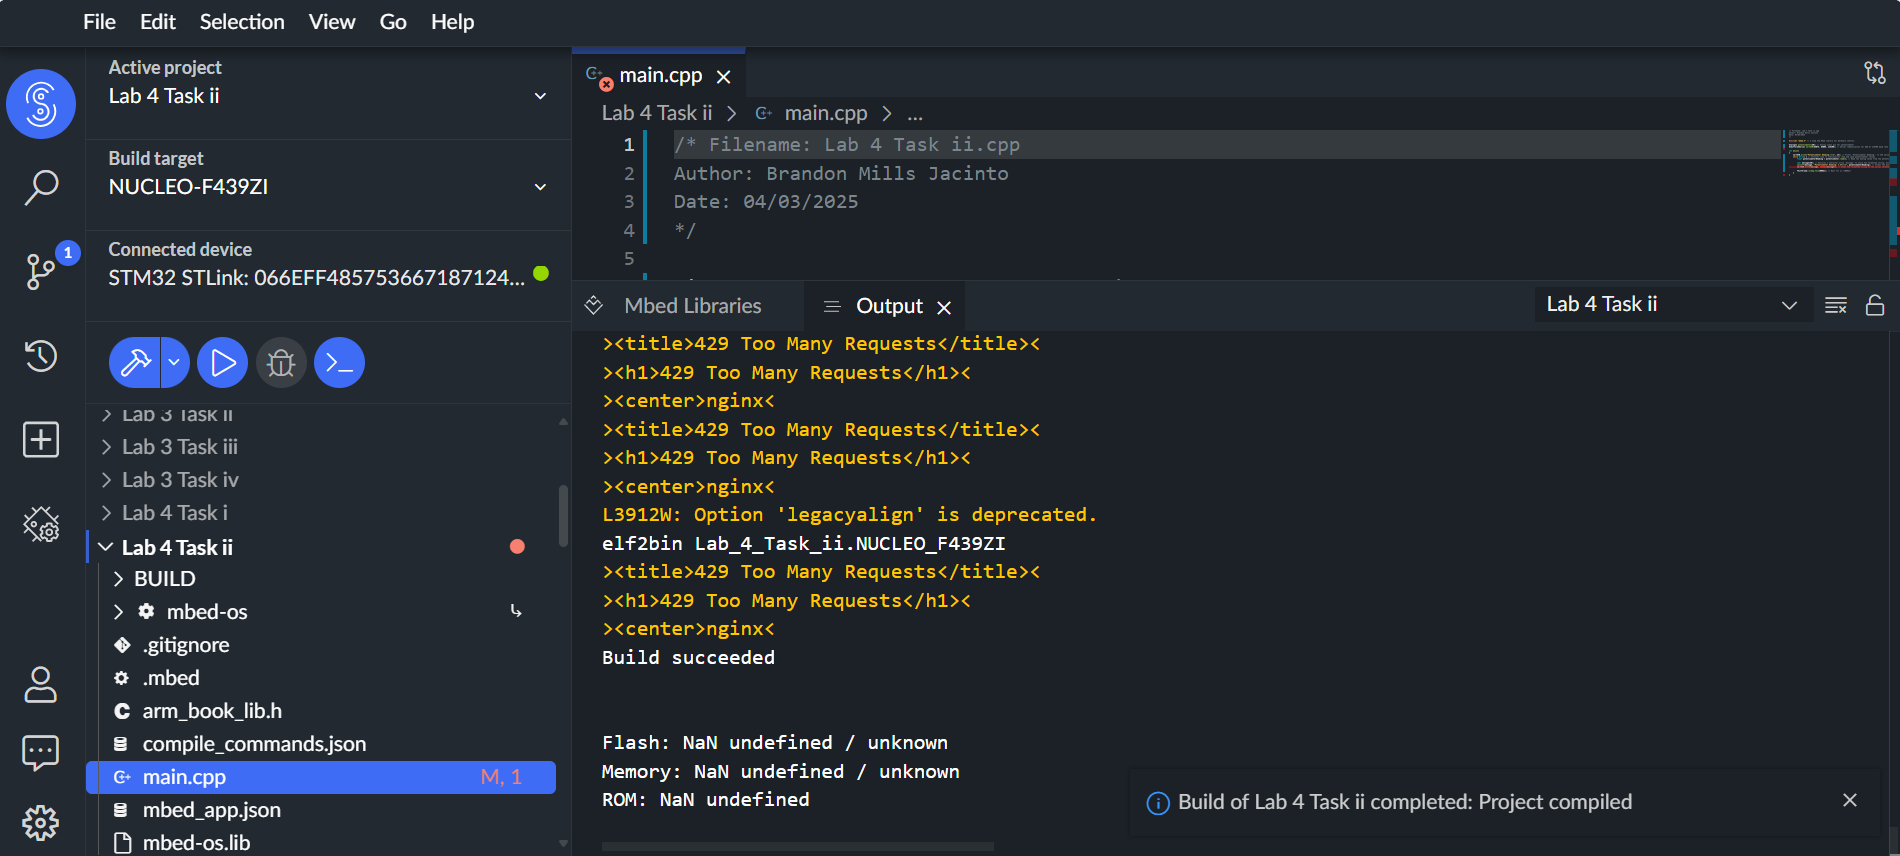 File Edit Selection View Go Help
Active project
Lab 4 Task ii
Build target
NUCLEO-F439ZI
1
Connected device
STM32 STLink: 066EFF485753667187124...
Lab 3 Task ii
Lab 3 Task iii
Lab 3 Task iv
Lab 4 Task i
Lab 4 Task ii
BUILD
mbed-os
.gitignore
.mbed
arm_book_lib.h
compile_commands.json
main.cpp M, 1
mbed_app.json
mbed-os.lib
main.cpp
Lab 4 Task ii > main.cpp > ...
1 /* Filename: Lab 4 Task ii.cpp
2 Author: Brandon Mills Jacinto
3 Date: 04/03/2025
4 */
5
Mbed Libraries Output Lab 4 Task ii
><title>429 Too Many Requests</title><
><h1>429 Too Many Requests</h1><
><center>nginx<
><title>429 Too Many Requests</title><
><h1>429 Too Many Requests</h1><
><center>nginx<
L3912W: Option 'legacyalign' is deprecated.
elf2bin Lab_4_Task_ii.NUCLEO_F439ZI
><title>429 Too Many Requests</title><
><h1>429 Too Many Requests</h1><
><center>nginx<
Build succeeded
Flash: NaN undefined / unknown
Memory: NaN undefined / unknown
ROM: NaN undefined
Build of Lab 4 Task ii completed: Project compiled